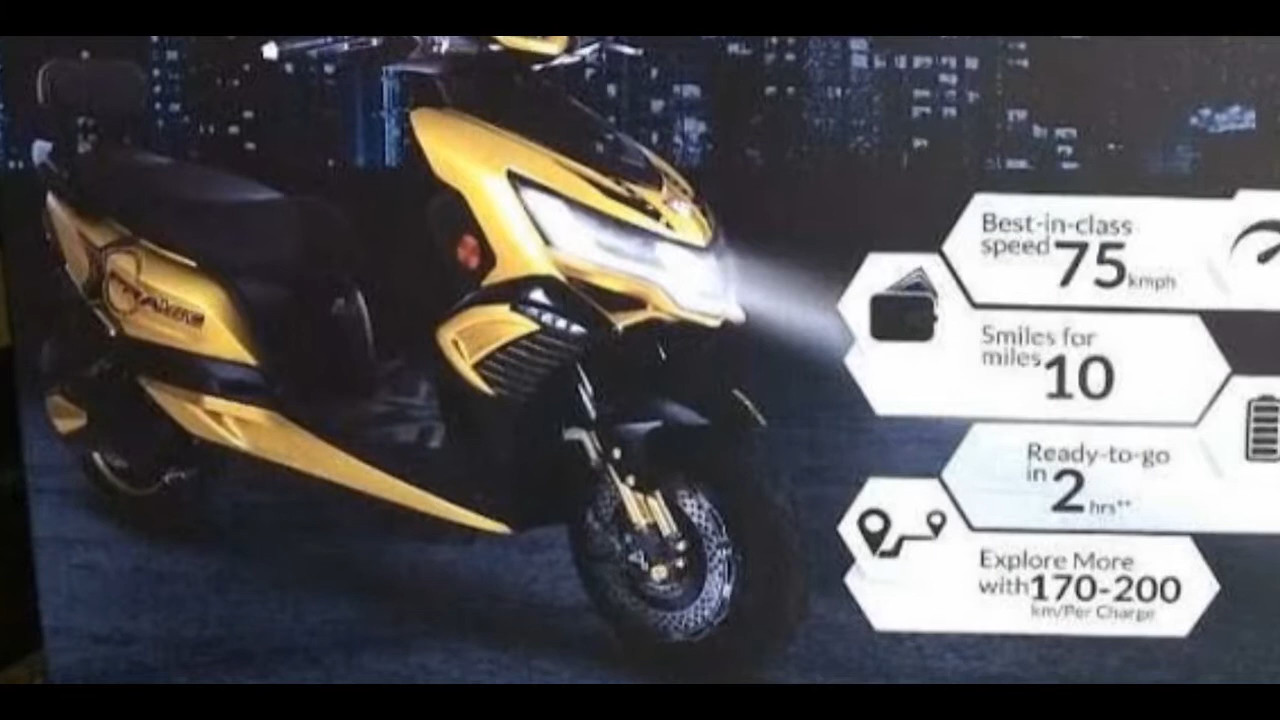 Best-in-class
speed 75 kmph
Smiles for
miles 10
Ready-to-go
in 2 hrs**
Explore More
with 170-200
km/Per Charge